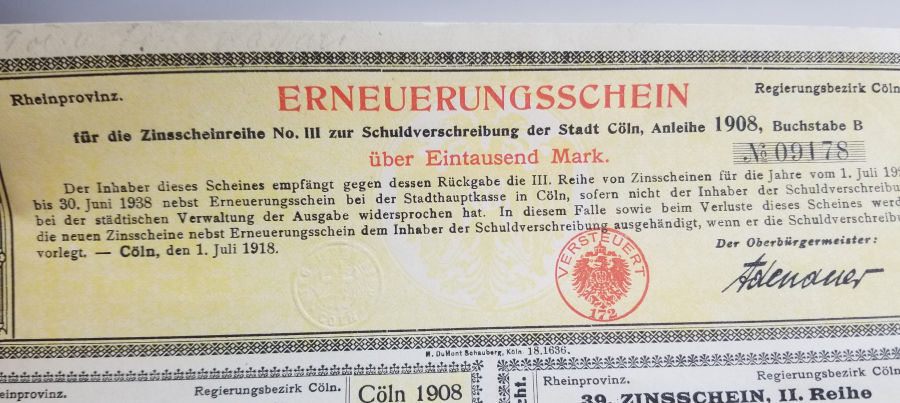 Rheinprovinz.
Regierungsbezirk Cöln
ERNEUERUNGSSCHEIN
für die Zinsscheinreihe No. III zur Schuldverschreibung der Stadt Cöln, Anleihe 1908, Buchstabe B
über Eintausend Mark.
№ 09178
Der Inhaber dieses Scheines empfängt gegen dessen Rückgabe die III. Reihe von Zinsscheinen für die Jahre vom 1. Juli
bis 30. Juni 1938 nebst Erneuerungsschein bei der Stadthauptkasse in Cöln, sofern nicht der Inhaber der Schuldverschreibu
bei der städtischen Verwaltung der Ausgabe widersprochen hat. In diesem Falle sowie beim Verluste dieses Scheines werd
die neuen Zinsscheine nebst Erneuerungsschein dem Inhaber der Schuldverschreibung ausgehändigt, wenn er die Schuldverschreibu
vorlegt. — Cöln, den 1. Juli 1918.
Der Oberbürgermeister:
Adenauer
VERSTEUERT
172
M. DuMont Schauberg, Köln. 18.1636.
einprovinz.
Regierungsbezirk Köln.
Cöln 1908
cht.
Rheinprovinz.
Regierungsbezirk Cöln
39. ZINSSCHEIN, II. Reihe